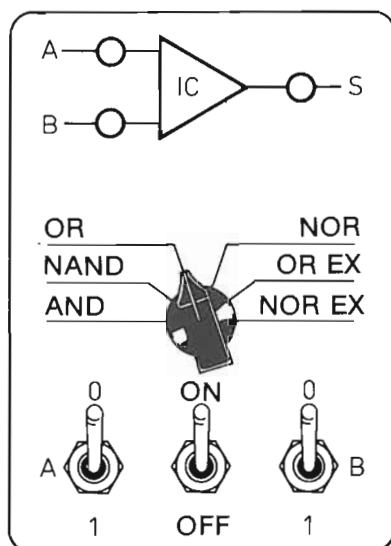 A IC S
B
OR NOR
NAND OR EX
AND NOR EX
0 ON 0
A B
1 OFF 1